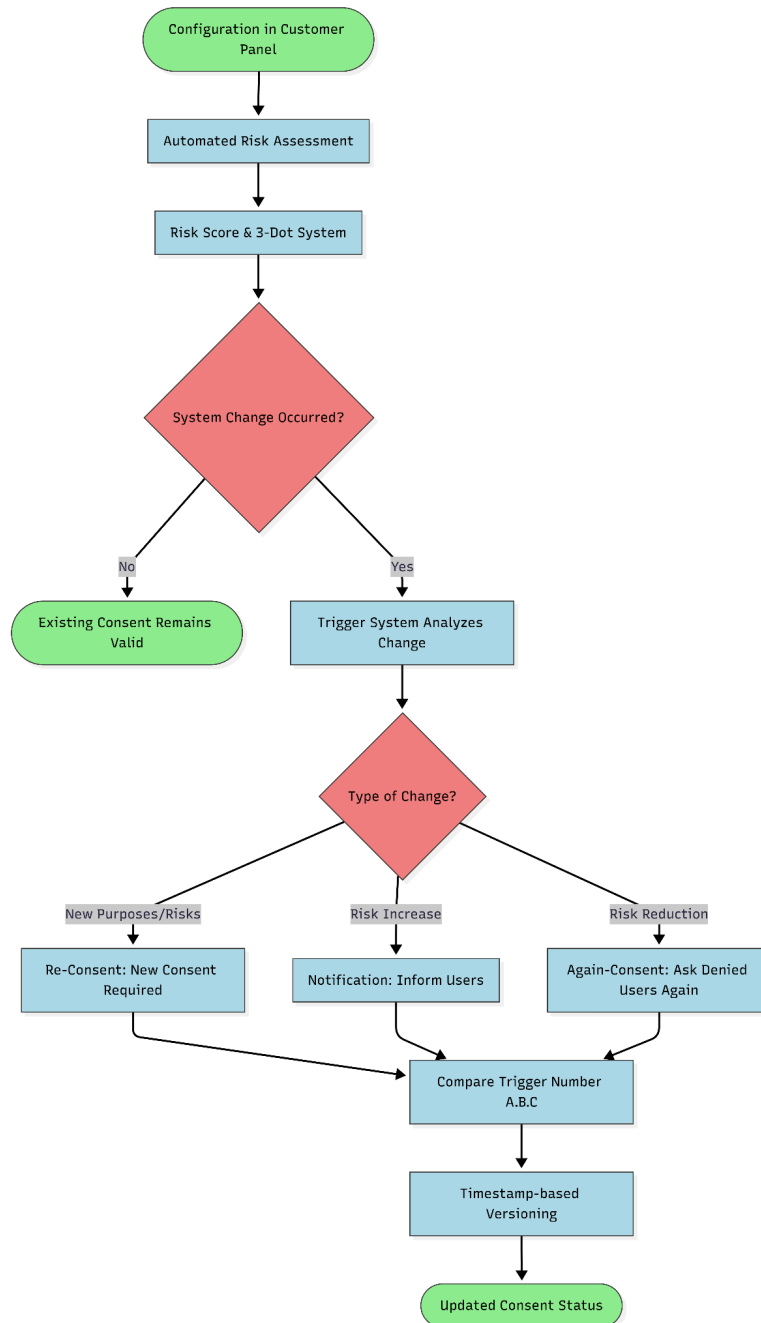 Configuration in Customer
Panel
Automated Risk Assessment
Risk Score & 3-Dot System
System Change Occurred?
No
Yes
Existing Consent Remains
Valid
Trigger System Analyzes
Change
Type of Change?
New Purposes/Risks
Risk Increase
Risk Reduction
Re-Consent: New Consent
Required
Notification: Inform Users
Again-Consent: Ask Denied
Users Again
Compare Trigger Number
A.B.C
Timestamp-based
Versioning
Updated Consent Status